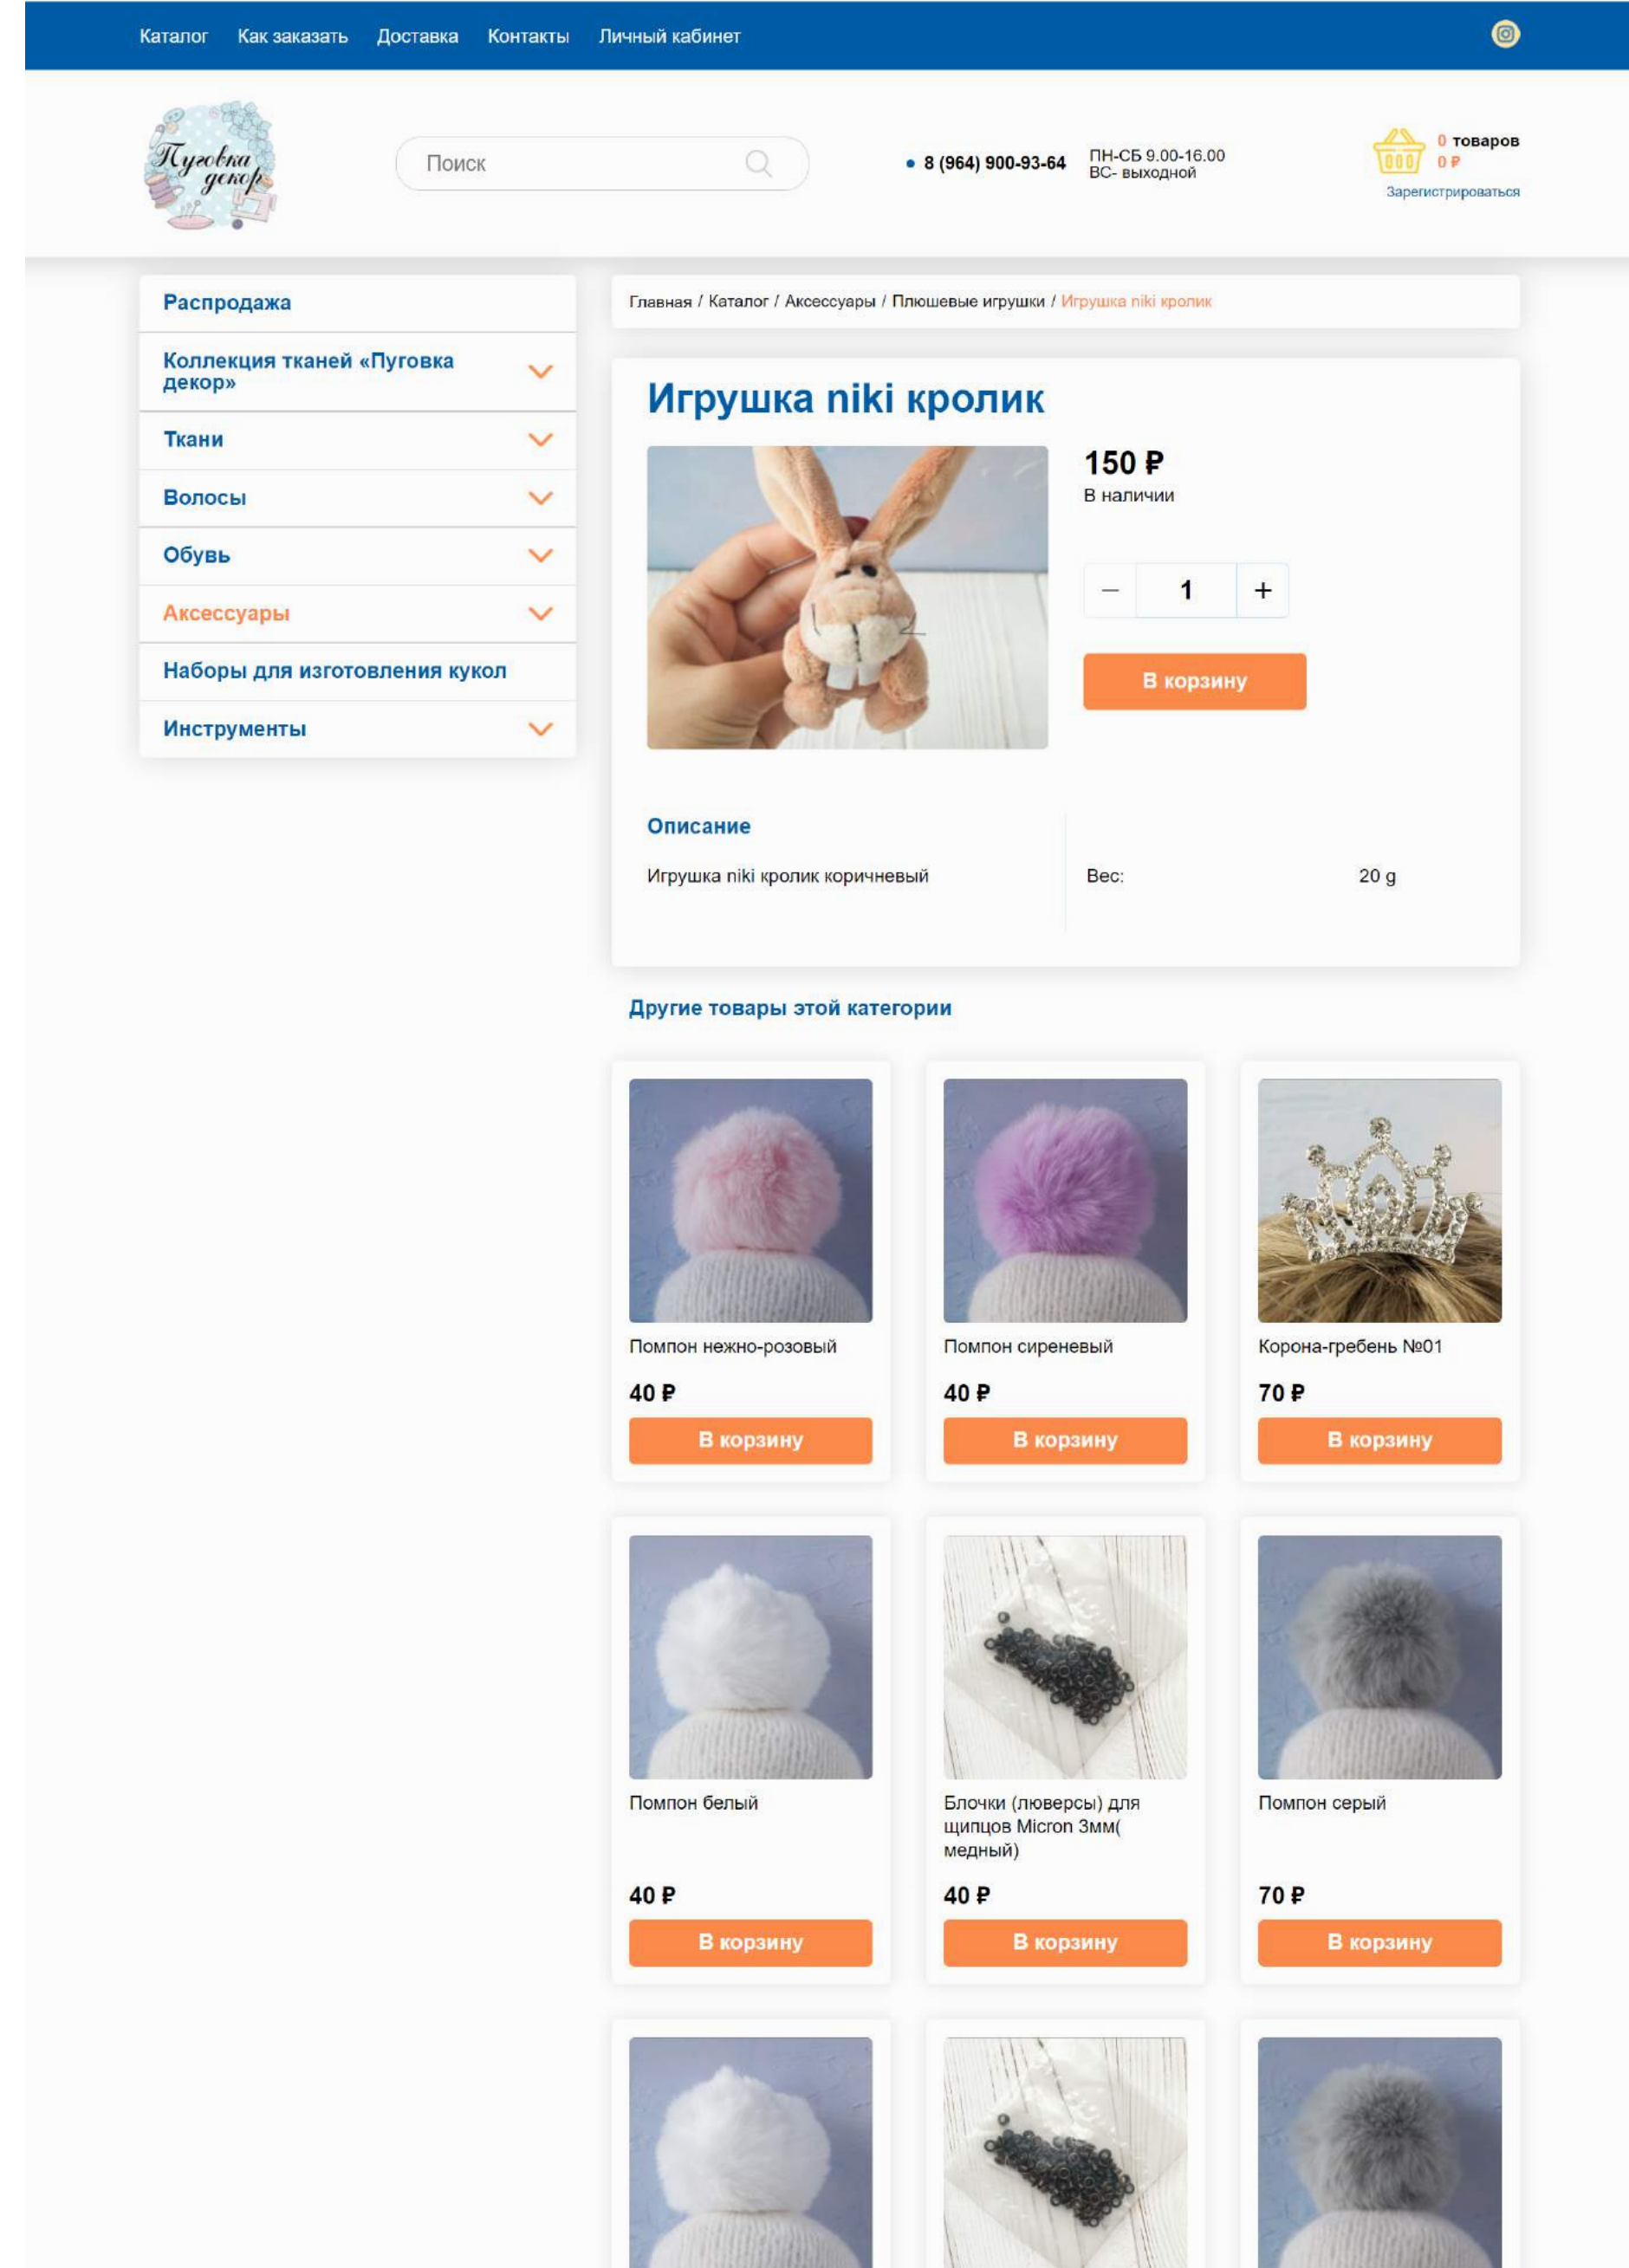 Каталог Как заказать Доставка Контакты Личный кабинет
Пуговка
декор
Поиск
8 (964) 900-93-64
ПН-СБ 9.00-16.00
ВС- выходной
0 товаров
0 ₽
Зарегистрироваться
Распродажа
Коллекция тканей «Пуговка
декор»
Ткани
Волосы
Обувь
Аксессуары
Наборы для изготовления кукол
Инструменты
Главная / Каталог / Аксессуары / Плюшевые игрушки / Игрушка niki кролик
Игрушка niki кролик
150 ₽
В наличии
— 1 +
В корзину
Описание
Игрушка niki кролик коричневый
Вес: 20 g
Другие товары этой категории
Помпон нежно-розовый
40 ₽
В корзину
Помпон сиреневый
40 ₽
В корзину
Корона-гребень №01
70 ₽
В корзину
Помпон белый
40 ₽
В корзину
Блочки (люверсы) для
щипцов Micron 3мм(
медный)
40 ₽
В корзину
Помпон серый
70 ₽
В корзину